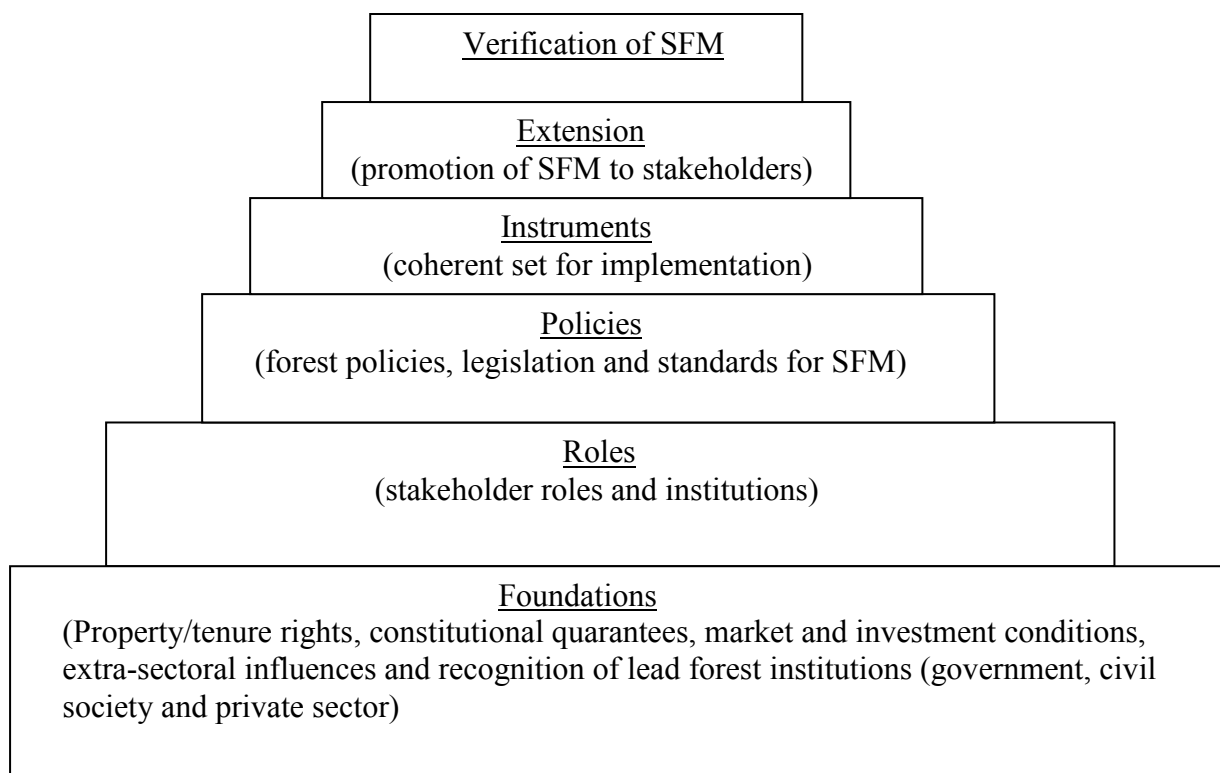 Verification of SFM
Extension
(promotion of SFM to stakeholders)
Instruments
(coherent set for implementation)
Policies
(forest policies, legislation and standards for SFM)
Roles
(stakeholder roles and institutions)
Foundations
(Property/tenure rights, constitutional quarantees, market and investment conditions,
extra-sectoral influences and recognition of lead forest institutions (government, civil
society and private sector)